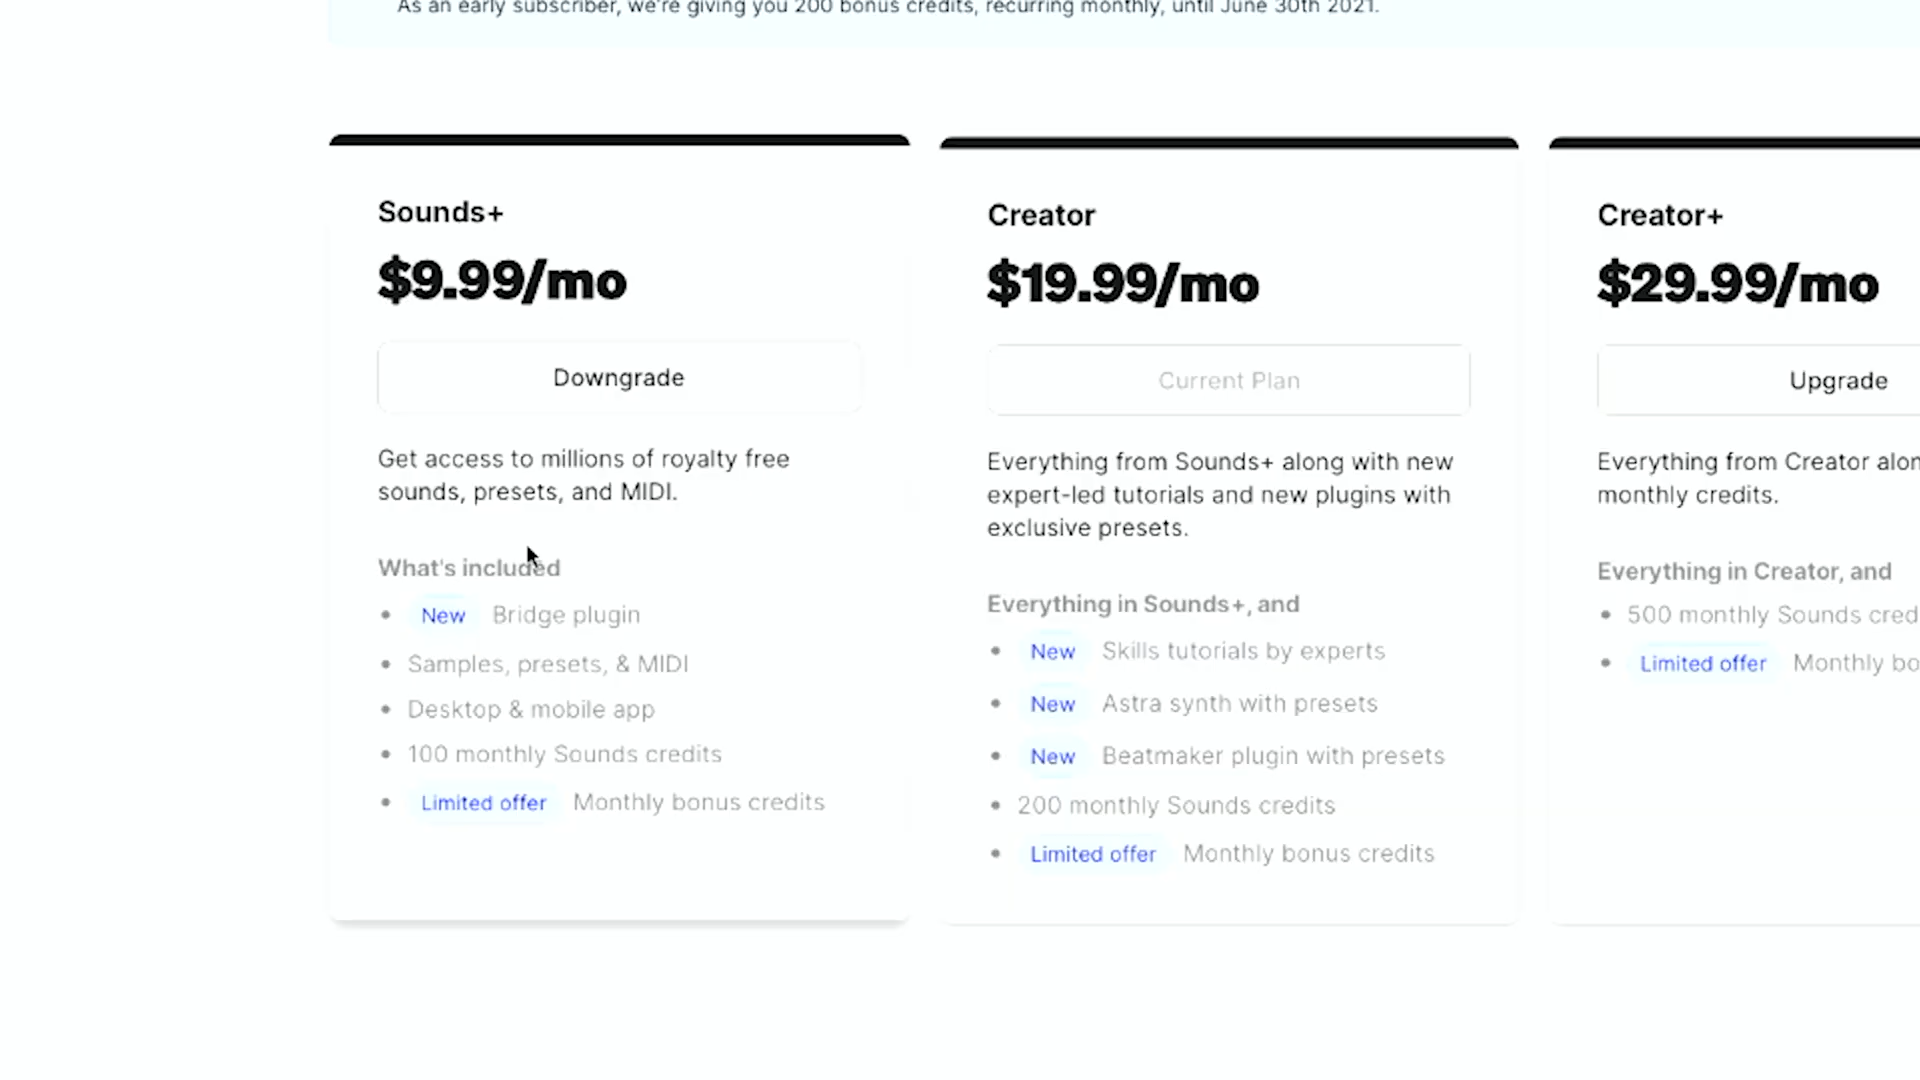 As an early subscriber, we're giving you 200 bonus credits, recurring monthly, until June 30th 2021.
Sounds+
$9.99/mo
Downgrade
Get access to millions of royalty free
sounds, presets, and MIDI.
What's included
• New Bridge plugin
• Samples, presets, & MIDI
• Desktop & mobile app
• 100 monthly Sounds credits
• Limited offer Monthly bonus credits
Creator
$19.99/mo
Current Plan
Everything from Sounds+ along with new
expert-led tutorials and new plugins with
exclusive presets.
Everything in Sounds+, and
• New Skills tutorials by experts
• New Astra synth with presets
• New Beatmaker plugin with presets
• 200 monthly Sounds credits
• Limited offer Monthly bonus credits
Creator+
$29.99/mo
Upgrade
Everything from Creator
monthly credits.
Everything in Creator, and
• 500 monthly Sounds
• Limited offer Monthly